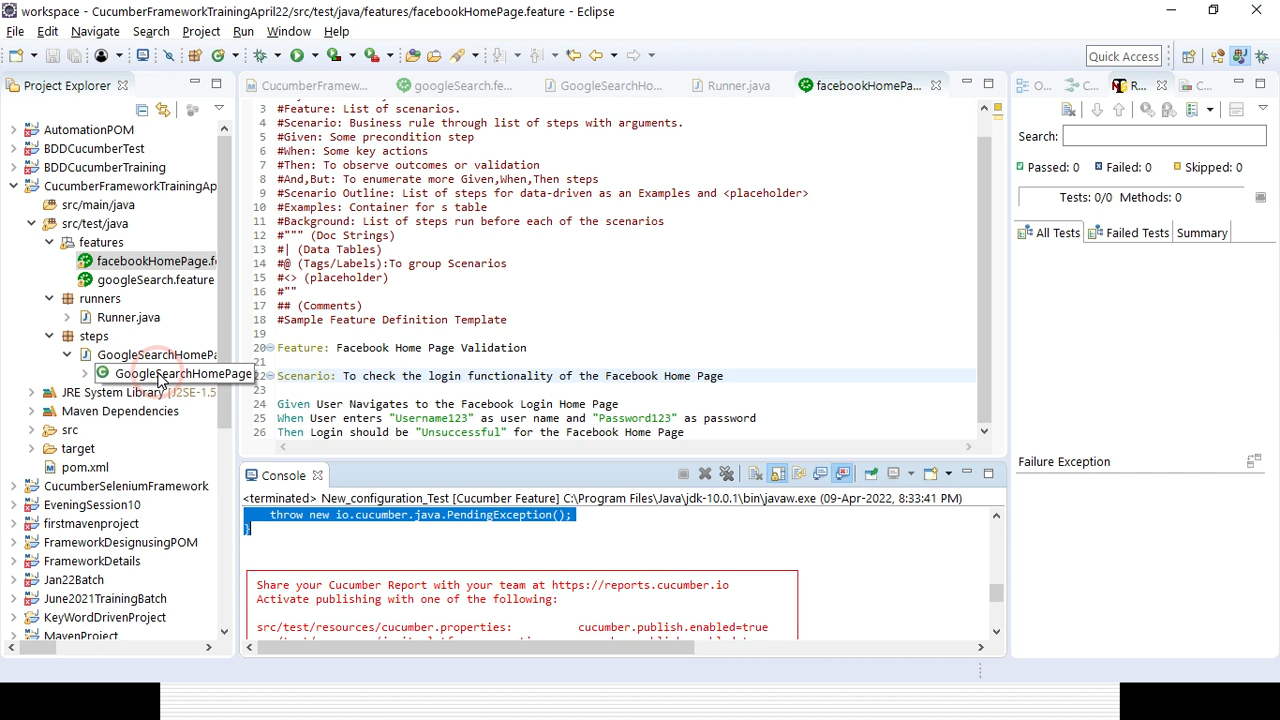 workspace - CucumberFrameworkTrainingApril22/src/test/java/features/facebookHomePage.feature - Eclipse
File Edit Navigate Search Project Run Window Help
Quick Access
Project Explorer
CucumberFramew...
googleSearch.fe...
GoogleSearchHo...
Runner.java
facebookHomePa...
O...
C...
R...
C...
AutomationPOM
BDDCucumberTest
BDDCucumberTraining
CucumberFrameworkTrainingAp
src/main/java
src/test/java
features
facebookHomePage.fe
googleSearch.feature
runners
Runner.java
steps
GoogleSearchHomePa
GoogleSearchHomePage
JRE System Library [J2SE-1.5
Maven Dependencies
src
target
pom.xml
CucumberSeleniumFramework
EveningSession10
firstmavenproject
FrameworkDesignusingPOM
FrameworkDetails
Jan22Batch
June2021TrainingBatch
KeyWordDrivenProject
MavenProject
3 #Feature: List of scenarios.
4 #Scenario: Business rule through list of steps with arguments.
5 #Given: Some precondition step
6 #When: Some key actions
7 #Then: To observe outcomes or validation
8 #And,But: To enumerate more Given,When,Then steps
9 #Scenario Outline: List of steps for data-driven as an Examples and <placeholder>
10 #Examples: Container for s table
11 #Background: List of steps run before each of the scenarios
12 #""" (Doc Strings)
13 #| (Data Tables)
14 #@ (Tags/Labels):To group Scenarios
15 #<> (placeholder)
16 #""
17 ## (Comments)
18 #Sample Feature Definition Template
19
20 Feature: Facebook Home Page Validation
21
22 Scenario: To check the login functionality of the Facebook Home Page
23
24 Given User Navigates to the Facebook Login Home Page
25 When User enters "Username123" as user name and "Password123" as password
26 Then Login should be "Unsuccessful" for the Facebook Home Page
Console
<terminated> New_configuration_Test [Cucumber Feature] C:\Program Files\Java\jdk-10.0.1\bin\javaw.exe (09-Apr-2022, 8:33:41 PM)
throw new io.cucumber.java.PendingException();
}
Share your Cucumber Report with your team at https://reports.cucumber.io
Activate publishing with one of the following:
src/test/resources/cucumber.properties: cucumber.publish.enabled=true
Search:
Passed: 0 Failed: 0 Skipped: 0
Tests: 0/0 Methods: 0
All Tests Failed Tests Summary
Failure Exception